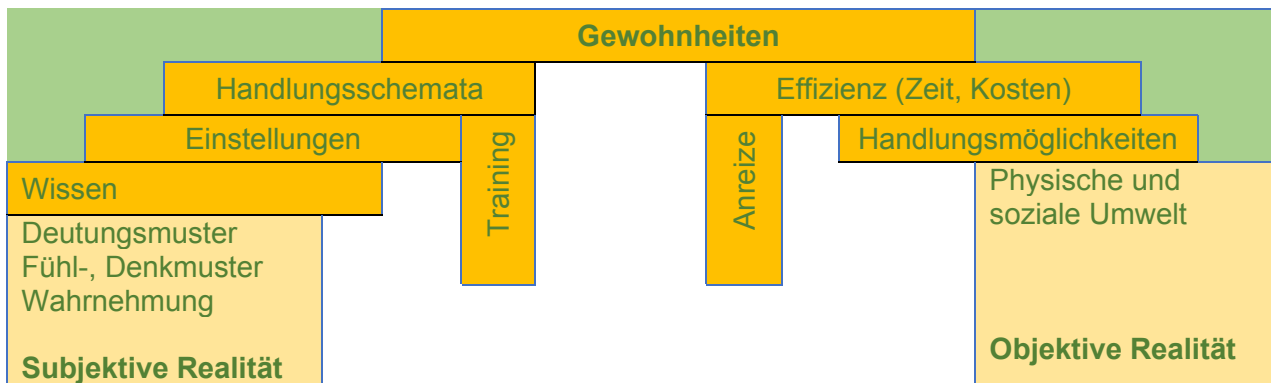 Gewohnheiten
Handlungsschemata
Effizienz (Zeit, Kosten)
Einstellungen
Training
Anreize
Handlungsmöglichkeiten
Wissen
Deutungsmuster
Fühl-, Denkmuster
Wahrnehmung
Subjektive Realität
Physische und
soziale Umwelt
Objektive Realität